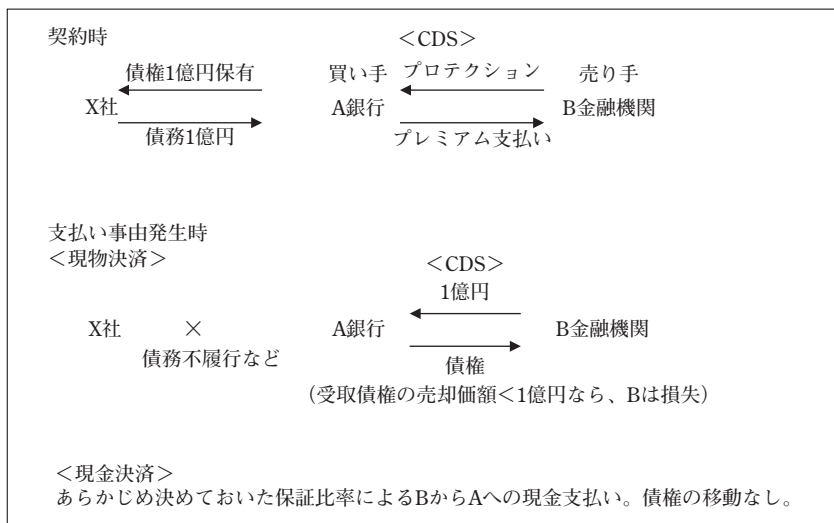 契約時
＜CDS＞
債権1億円保有
買い手 プロテクション 売り手
X社 A銀行 B金融機関
債務1億円 プレミアム支払い
支払い事由発生時
＜現物決済＞
＜CDS＞
1億円
X社 × A銀行 B金融機関
債務不履行など 債権
（受取債権の売却価額＜1億円なら、Bは損失）
＜現金決済＞
あらかじめ決めておいた保証比率によるBからAへの現金支払い。債権の移動なし。